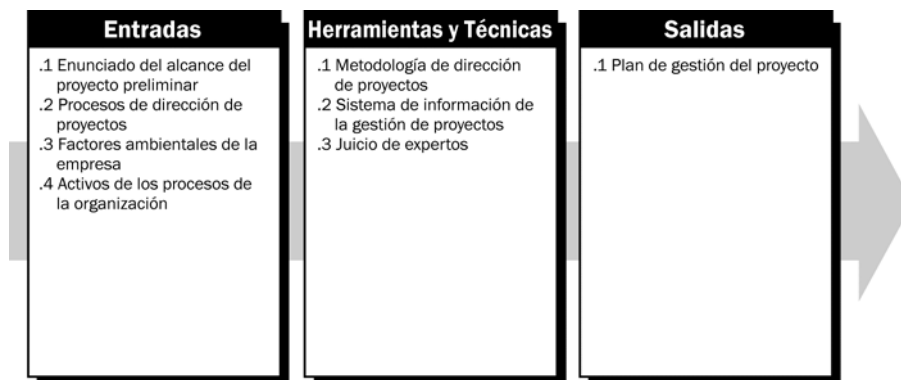 Entradas
.1 Enunciado del alcance del
proyecto preliminar
.2 Procesos de dirección de
proyectos
.3 Factores ambientales de la
empresa
.4 Activos de los procesos de
la organización
Herramientas y Técnicas
.1 Metodología de dirección
de proyectos
.2 Sistema de información de
la gestión de proyectos
.3 Juicio de expertos
Salidas
.1 Plan de gestión del proyecto